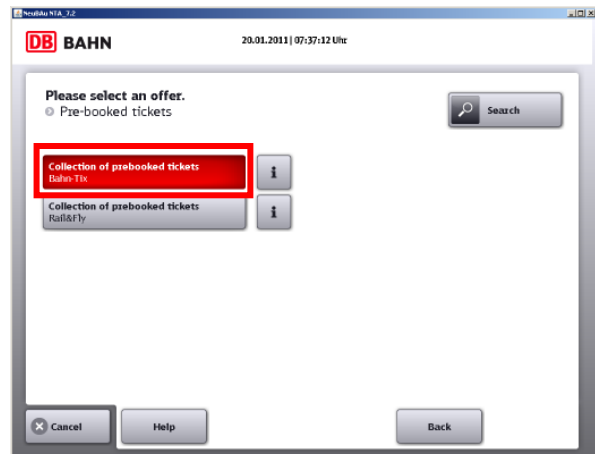 NeuBAu NTA_7.2
DB BAHN
20.01.2011 | 07:37:12 Uhr
Please select an offer.
Pre-booked tickets
Search
Collection of prebooked tickets
Bahn-Tix
i
Collection of prebooked tickets
Rail&Fly
i
Cancel
Help
Back